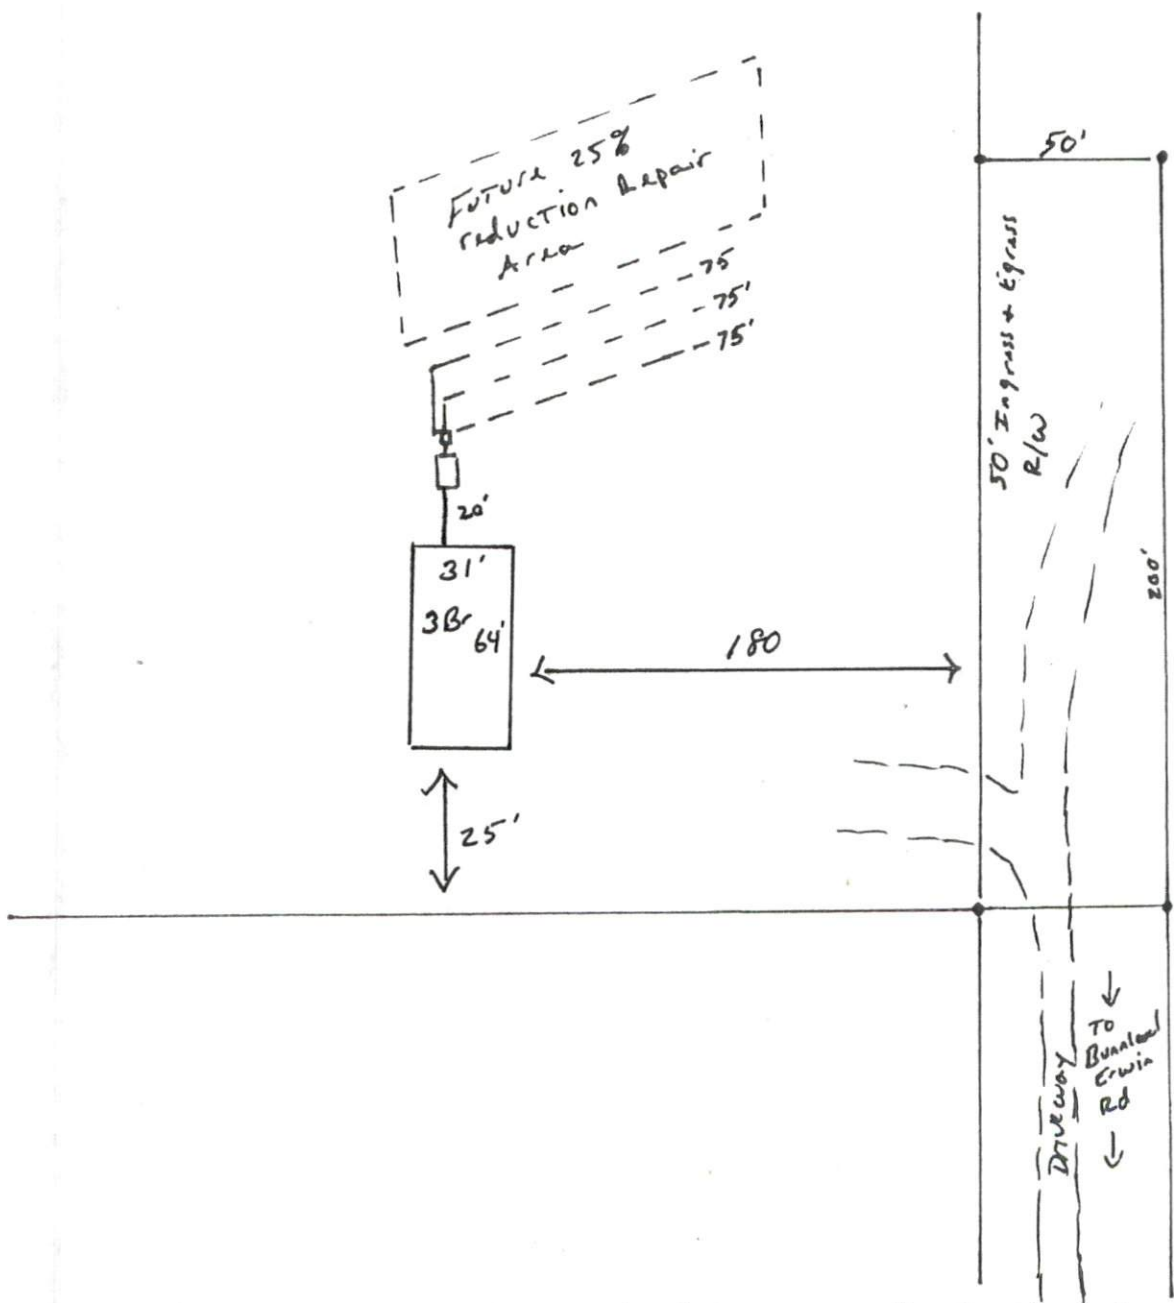 50'
Future 25%
reduction Repair
Area
75
75'
75'
50' Ingress + Egress
R/W
20'
31'
3Br
64'
200'
180
25'
To
Bunnlevel
Erwin
Rd
Driveway